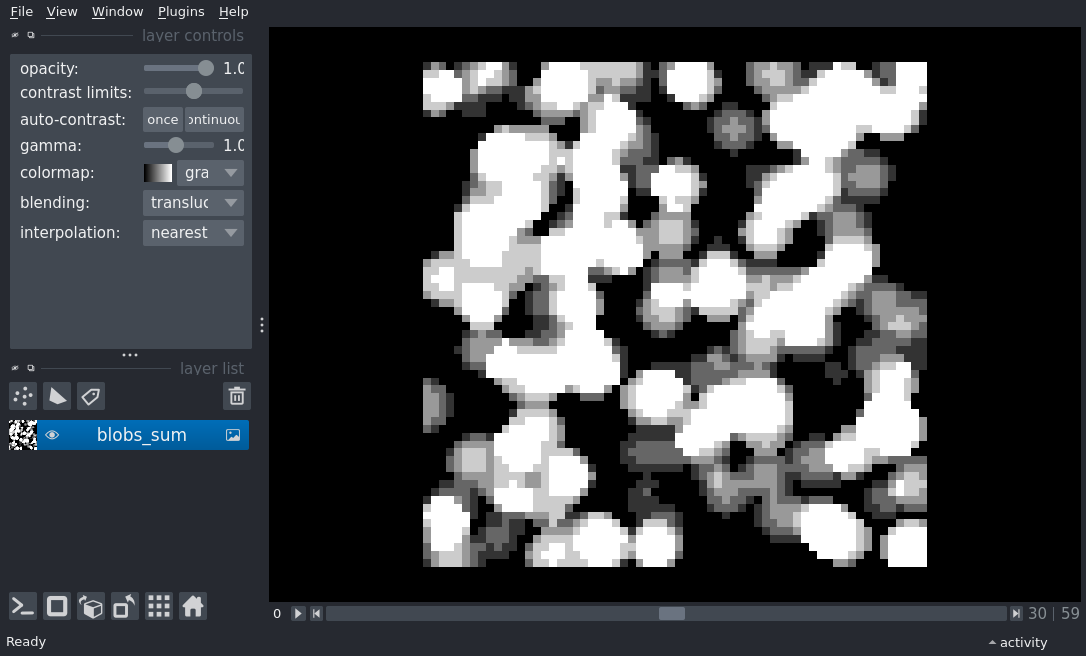 File View Window Plugins Help
layer controls
opacity: 1.0
contrast limits:
auto-contrast: once ontinuou
gamma: 1.0
colormap: gra
blending: transluc
interpolation: nearest
layer list
blobs_sum
0 30 | 59
Ready activity